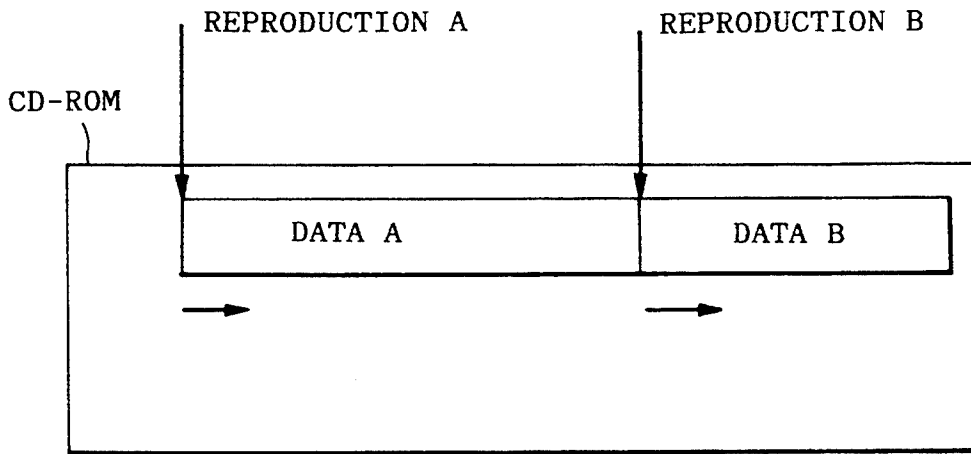 REPRODUCTION A
REPRODUCTION B
CD-ROM
DATA A
DATA B